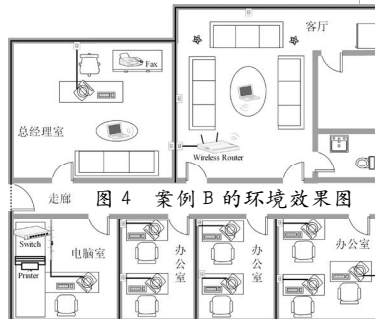 客厅
Fax
总经理室
Wireless Router
走廊
图 4 案例 B 的环境效果图
Switch
电脑室
Printer
办公室
办公室
办公室